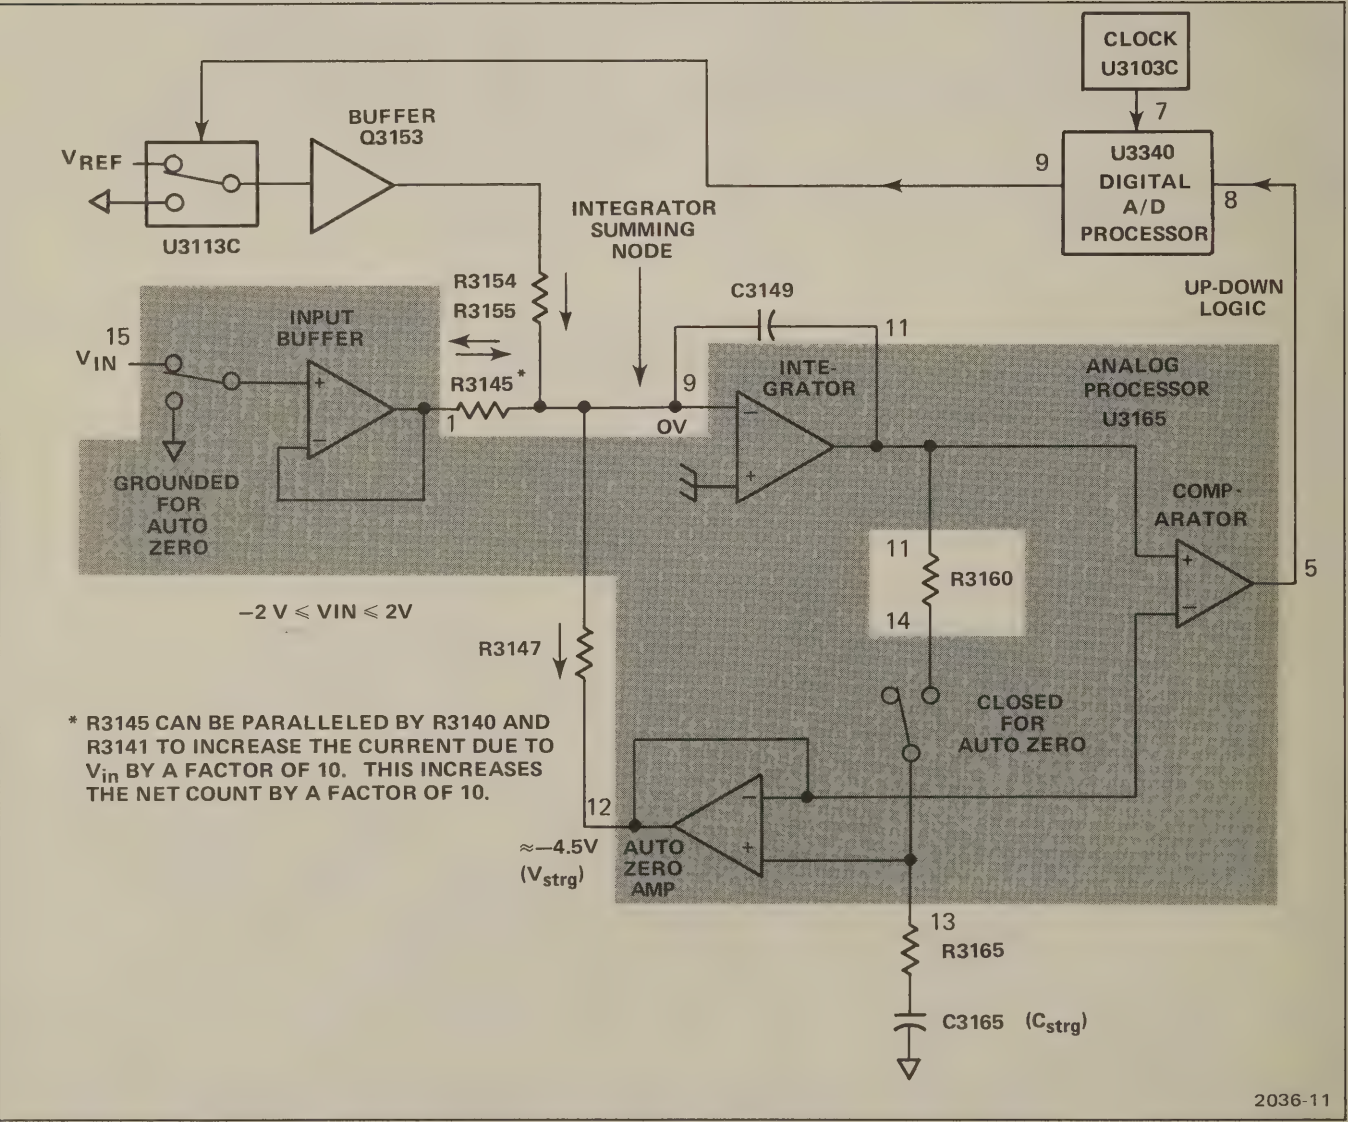 CLOCK
U3103C
7
BUFFER
Q3153
VREF
U3113C
9
U3340
DIGITAL
A/D
PROCESSOR
8
INTEGRATOR
SUMMING
NODE
UP-DOWN
LOGIC
R3154
R3155
C3149
11
15
VIN
INPUT
BUFFER
+
−
R3145*
1
9
0V
INTE-
GRATOR
−
+
ANALOG
PROCESSOR
U3165
GROUNDED
FOR
AUTO
ZERO
COMP-
ARATOR
+
−
5
11
R3160
14
−2 V ⩽ VIN ⩽ 2V
R3147
CLOSED
FOR
AUTO ZERO
* R3145 CAN BE PARALLELED BY R3140 AND
R3141 TO INCREASE THE CURRENT DUE TO
Vin BY A FACTOR OF 10. THIS INCREASES
THE NET COUNT BY A FACTOR OF 10.
12
≈−4.5V
(Vstrg)
AUTO
ZERO
AMP
−
+
13
R3165
C3165 (Cstrg)
2036-11